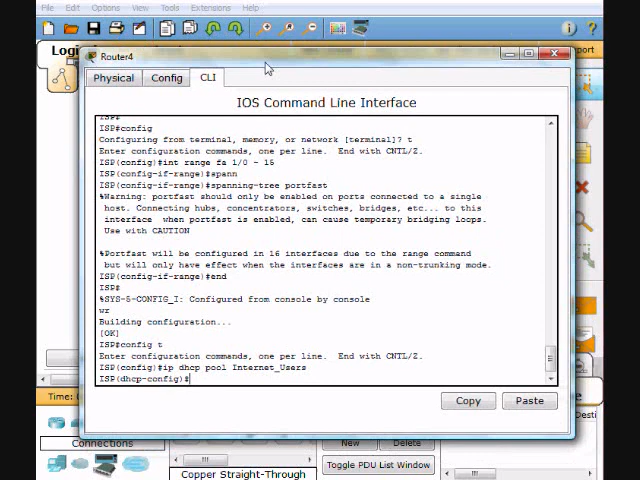 File Edit Options View Tools Extensions Help
Router4
Physical Config CLI
IOS Command Line Interface
ISP#
ISP#config
Configuring from terminal, memory, or network [terminal]? t
Enter configuration commands, one per line.  End with CNTL/Z.
ISP(config)#int range fa 1/0 - 15
ISP(config-if-range)#spann
ISP(config-if-range)#spanning-tree portfast
%Warning: portfast should only be enabled on ports connected to a single
host. Connecting hubs, concentrators, switches, bridges, etc... to this
interface  when portfast is enabled, can cause temporary bridging loops.
Use with CAUTION
%Portfast will be configured in 16 interfaces due to the range command
but will only have effect when the interfaces are in a non-trunking mode.
ISP(config-if-range)#end
ISP#
%SYS-5-CONFIG_I: Configured from console by console
wr
Building configuration...
[OK]
ISP#config t
Enter configuration commands, one per line.  End with CNTL/Z.
ISP(config)#ip dhcp pool Internet_Users
ISP(dhcp-config)#
Copy Paste
Time:
Connections
New Delete
Toggle PDU List Window
Copper Straight-Through